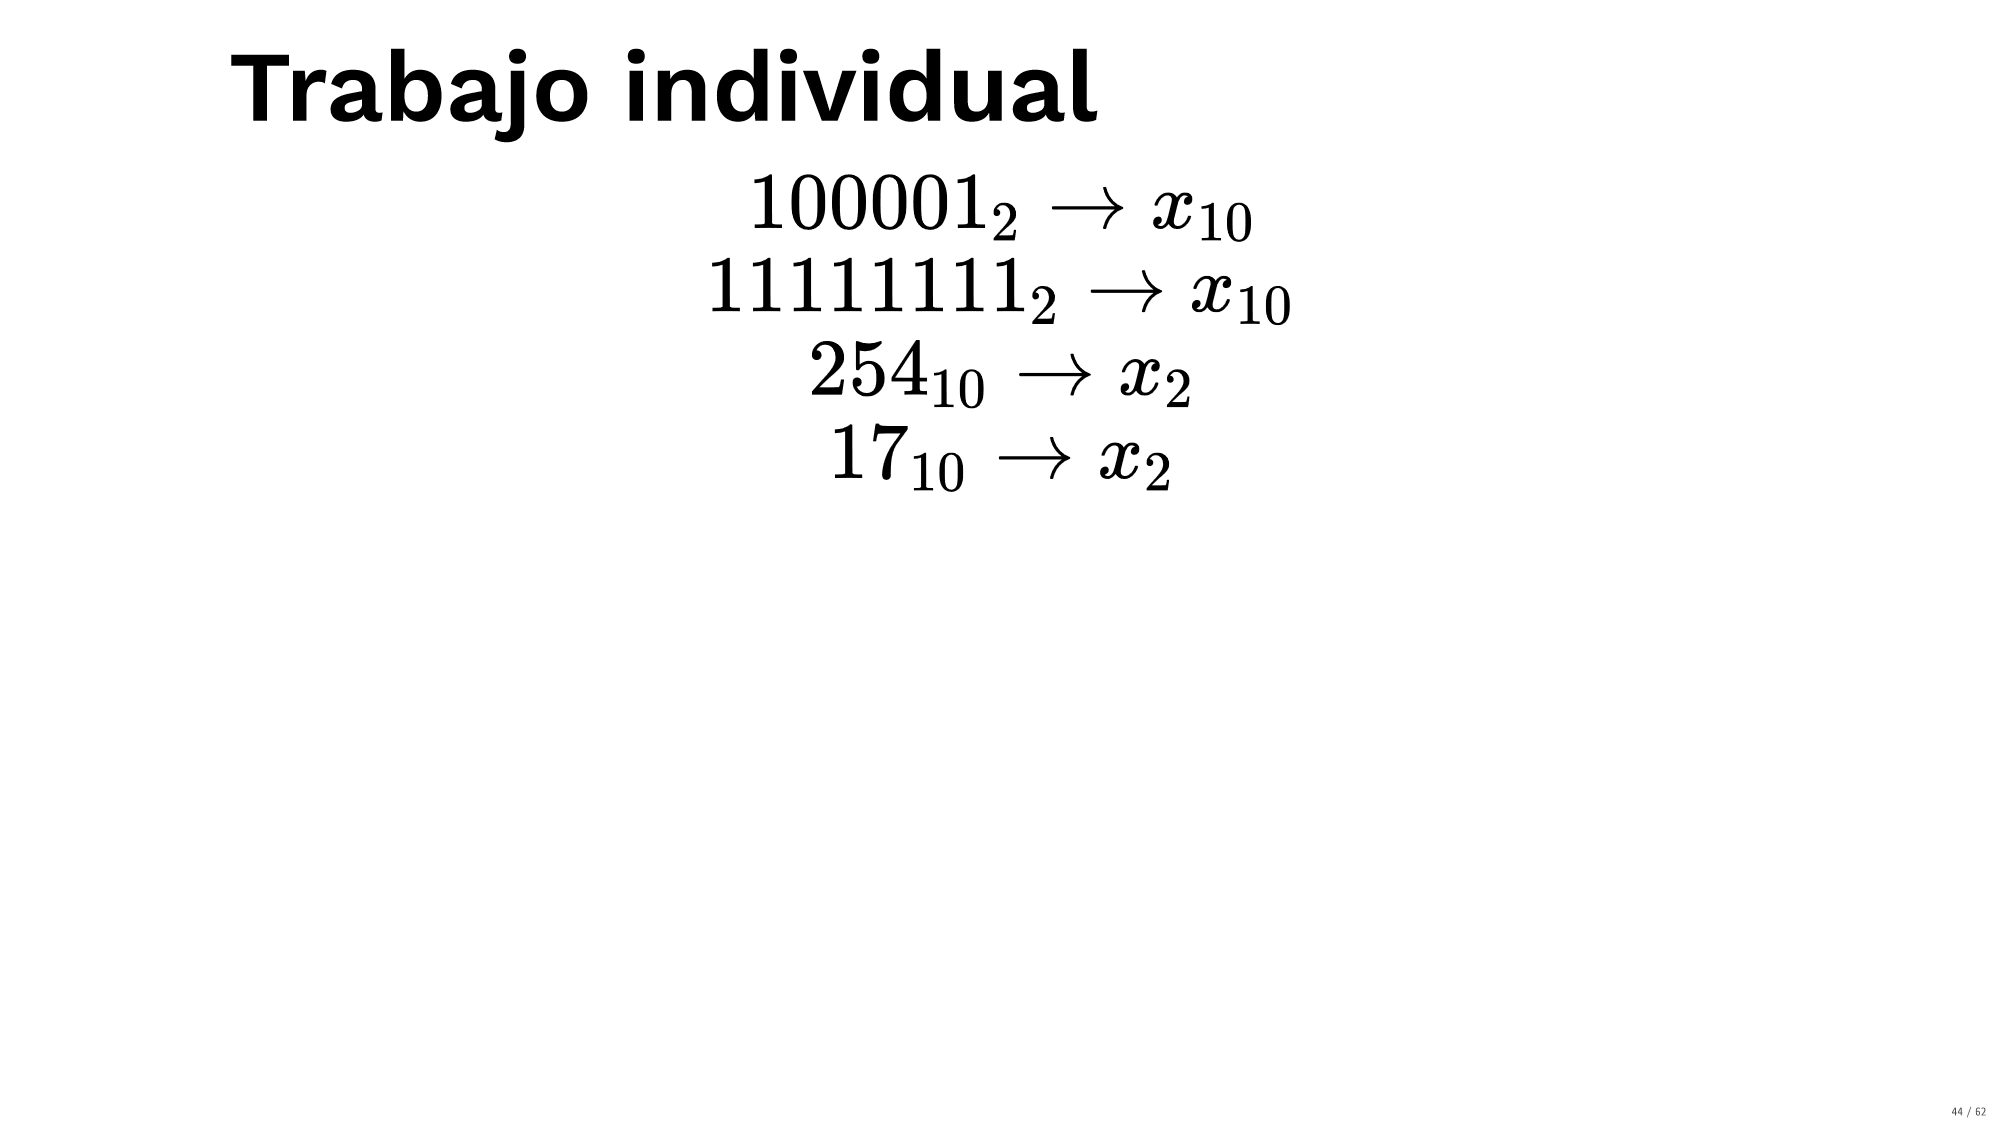 Trabajo individual
100001₂ → x₁₀
11111111₂ → x₁₀
254₁₀ → x₂
17₁₀ → x₂
44 / 62